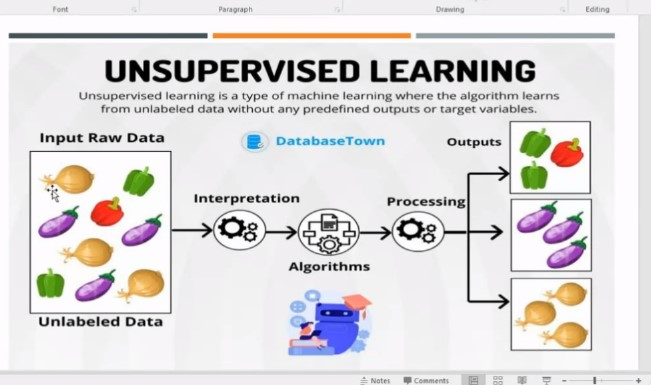 Font Paragraph Drawing Editing
UNSUPERVISED LEARNING
Unsupervised learning is a type of machine learning where the algorithm learns
from unlabeled data without any predefined outputs or target variables.
Input Raw Data
DatabaseTown
Outputs
Interpretation
Processing
Algorithms
Unlabeled Data
Notes Comments